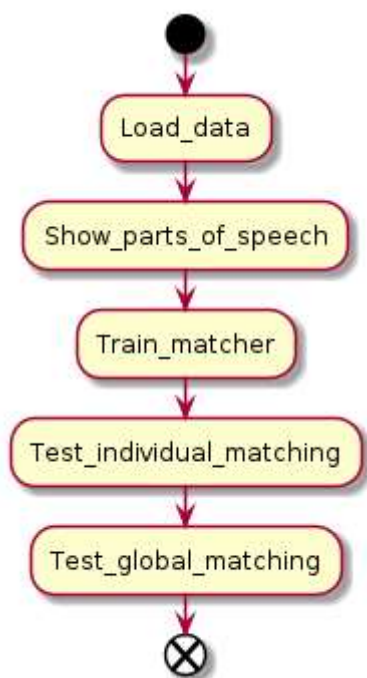 Load_data
Show_parts_of_speech
Train_matcher
Test_individual_matching
Test_global_matching